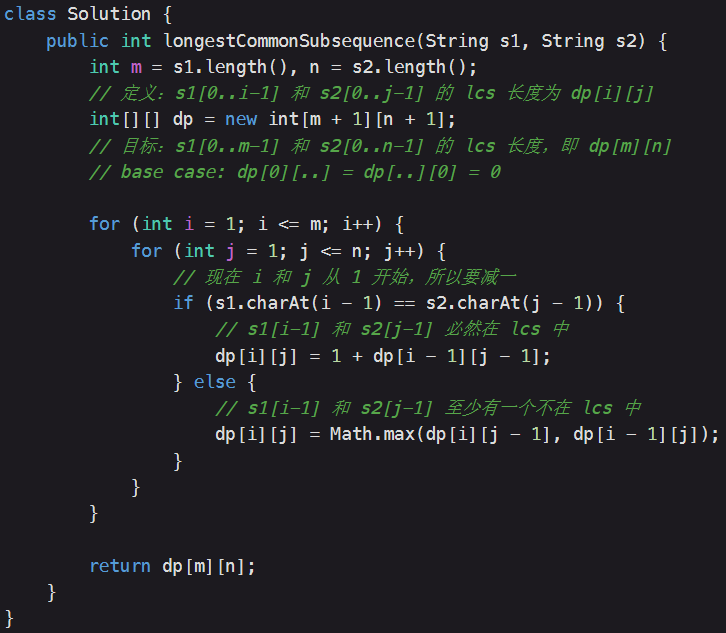 class Solution {
    public int longestCommonSubsequence(String s1, String s2) {
        int m = s1.length(), n = s2.length();
        // 定义：s1[0..i-1] 和 s2[0..j-1] 的 lcs 长度为 dp[i][j]
        int[][] dp = new int[m + 1][n + 1];
        // 目标：s1[0..m-1] 和 s2[0..n-1] 的 lcs 长度，即 dp[m][n]
        // base case: dp[0][..] = dp[..][0] = 0

        for (int i = 1; i <= m; i++) {
            for (int j = 1; j <= n; j++) {
                // 现在 i 和 j 从 1 开始，所以要减一
                if (s1.charAt(i - 1) == s2.charAt(j - 1)) {
                    // s1[i-1] 和 s2[j-1] 必然在 lcs 中
                    dp[i][j] = 1 + dp[i - 1][j - 1];
                } else {
                    // s1[i-1] 和 s2[j-1] 至少有一个不在 lcs 中
                    dp[i][j] = Math.max(dp[i][j - 1], dp[i - 1][j]);
                }
            }
        }

        return dp[m][n];
    }
}